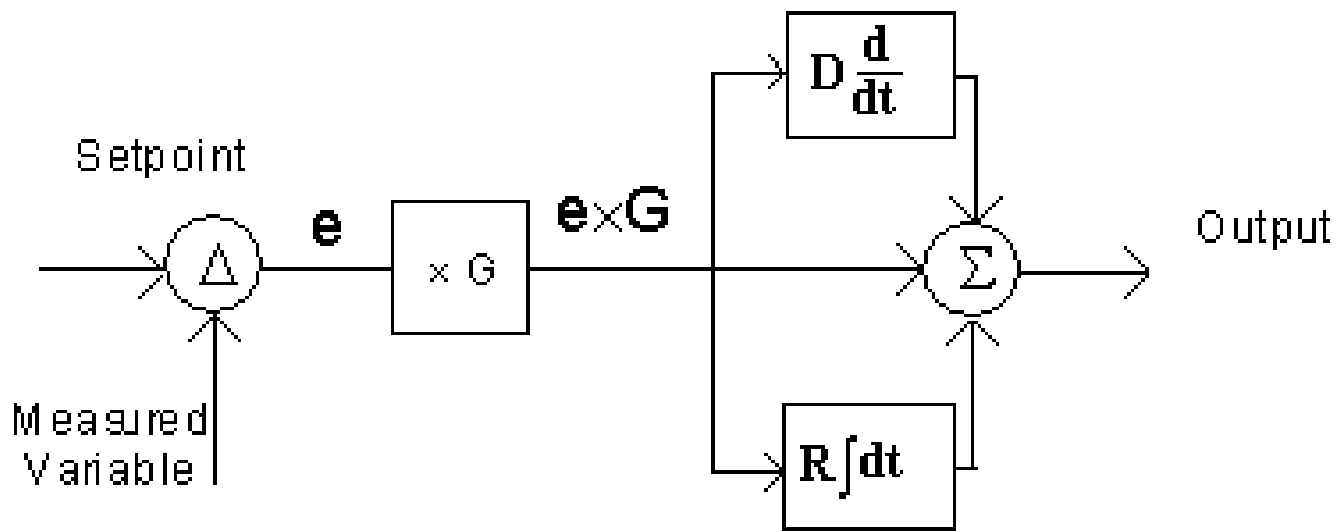 D d/dt
Setpoint
e
e×G
Output
Δ
× G
Σ
Measured
Variable
R∫dt